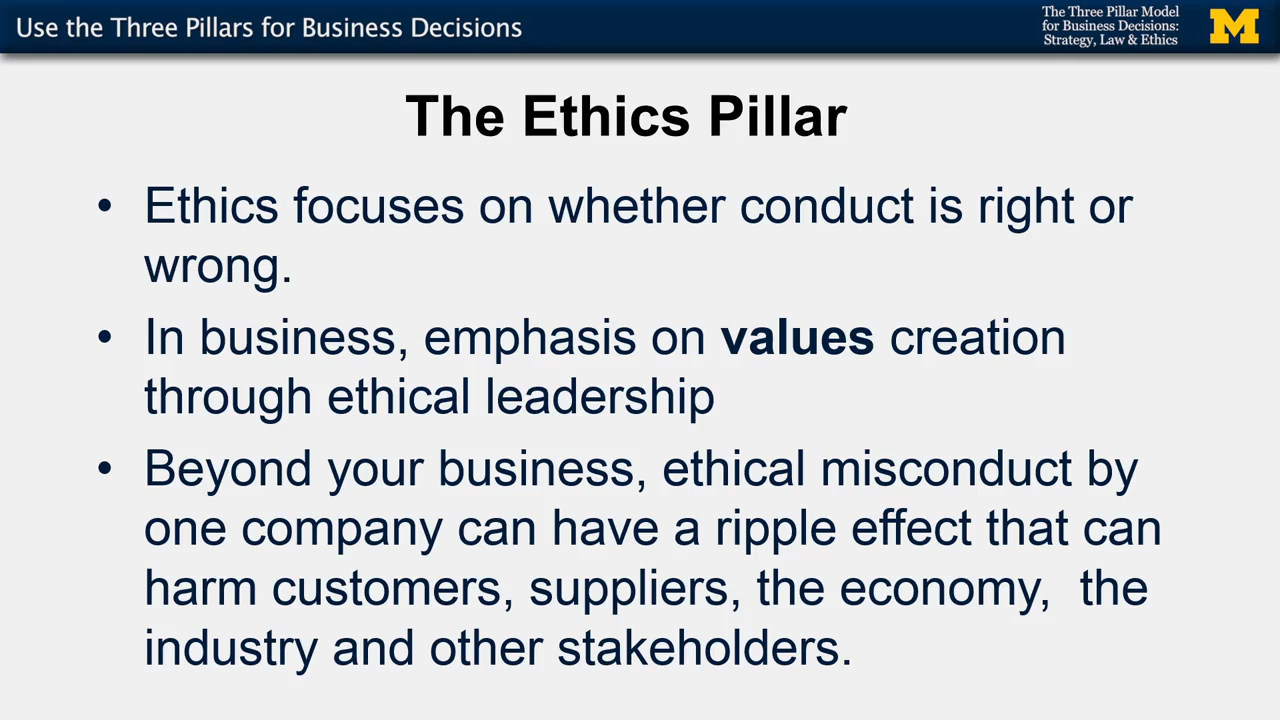 Use the Three Pillars for Business Decisions
The Three Pillar Model
for Business Decisions:
Strategy, Law & Ethics
M
The Ethics Pillar
• Ethics focuses on whether conduct is right or
wrong.
• In business, emphasis on values creation
through ethical leadership
• Beyond your business, ethical misconduct by
one company can have a ripple effect that can
harm customers, suppliers, the economy,  the
industry and other stakeholders.